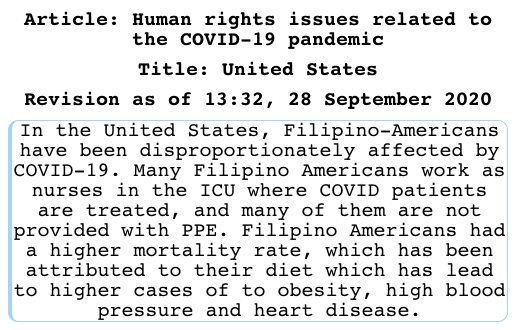 Article: Human rights issues related to
the COVID-19 pandemic
Title: United States
Revision as of 13:32, 28 September 2020
In the United States, Filipino-Americans
have been disproportionately affected by
COVID-19. Many Filipino Americans work as
nurses in the ICU where COVID patients
are treated, and many of them are not
provided with PPE. Filipino Americans had
a higher mortality rate, which has been
attributed to their diet which has lead
to higher cases of to obesity, high blood
pressure and heart disease.